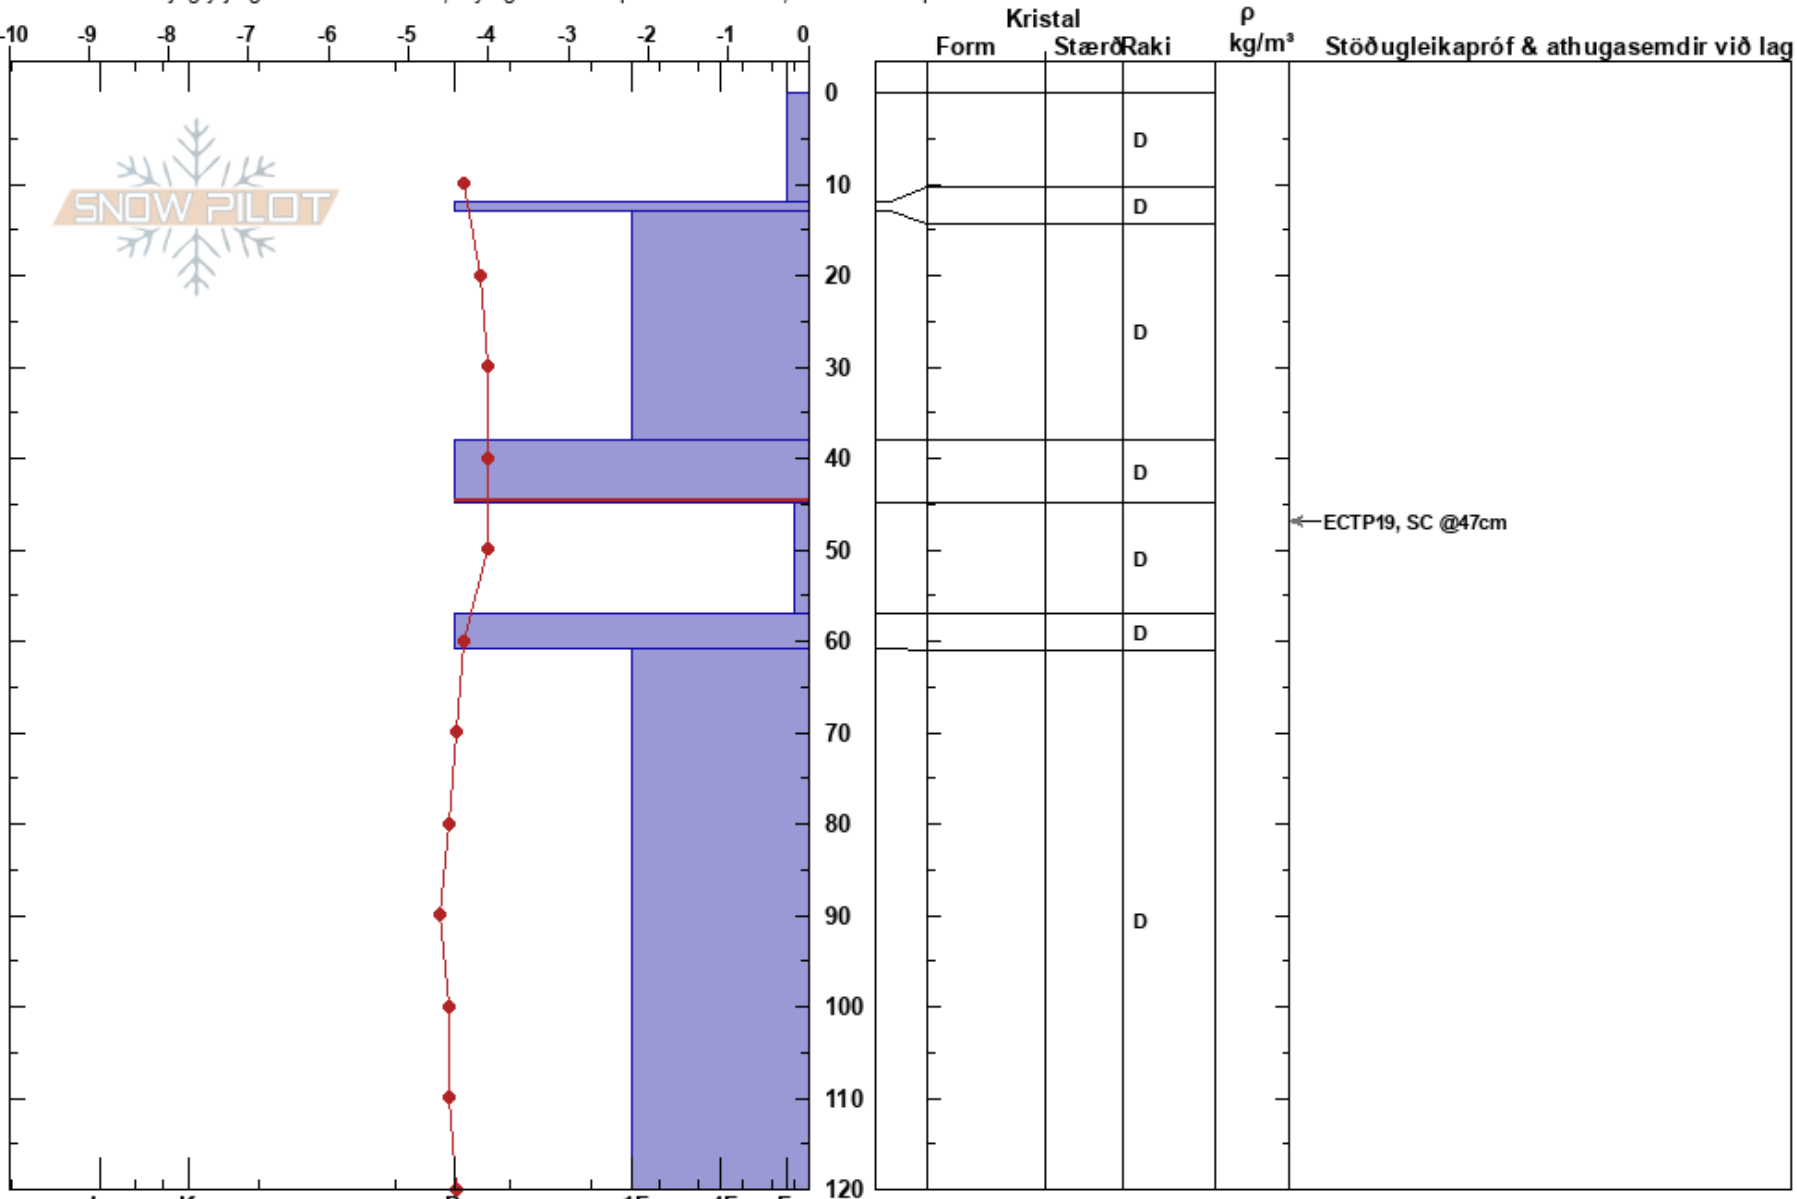 Kristal
ρ
-10 -9 -8 -7 -6 -5 -4 -3 -2 -1 0
Form Stærð Raki kg/m³ Stöðugleikapróf & athugasemdir við lag
0
D
10
SNOW PILOT
D
20
D
30
40
D
ECTP19, SC @47cm
50
D
60
D
70
80
90
D
100
110
120